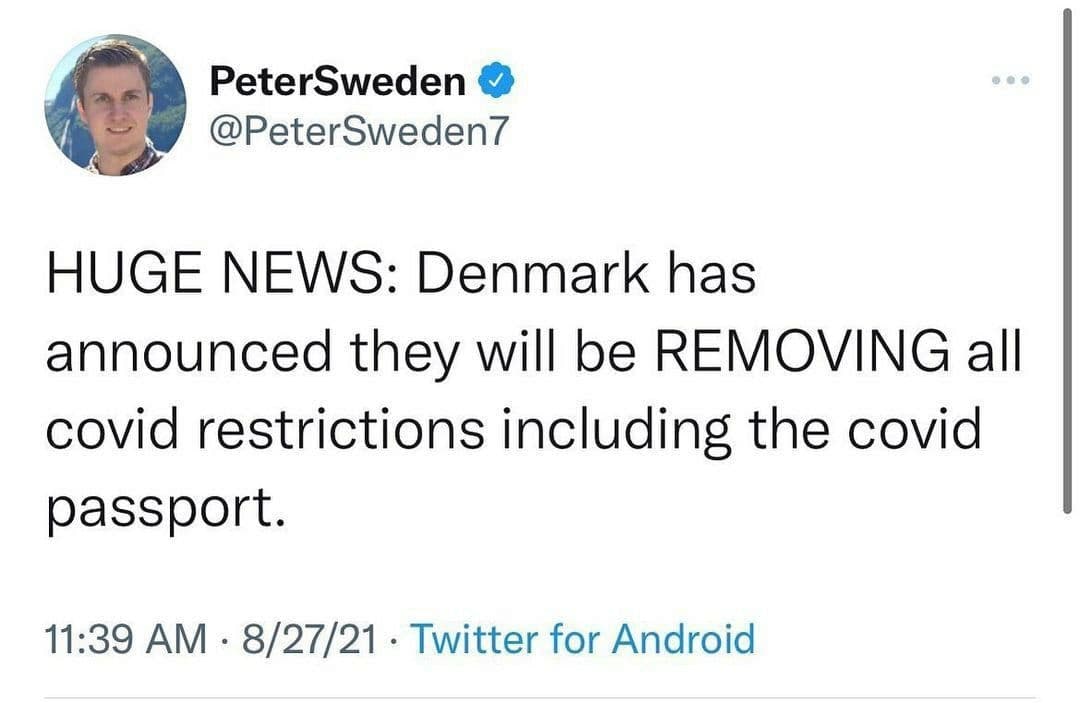 PeterSweden
@PeterSweden7
HUGE NEWS: Denmark has
announced they will be REMOVING all
covid restrictions including the covid
passport.
11:39 AM · 8/27/21 · Twitter for Android